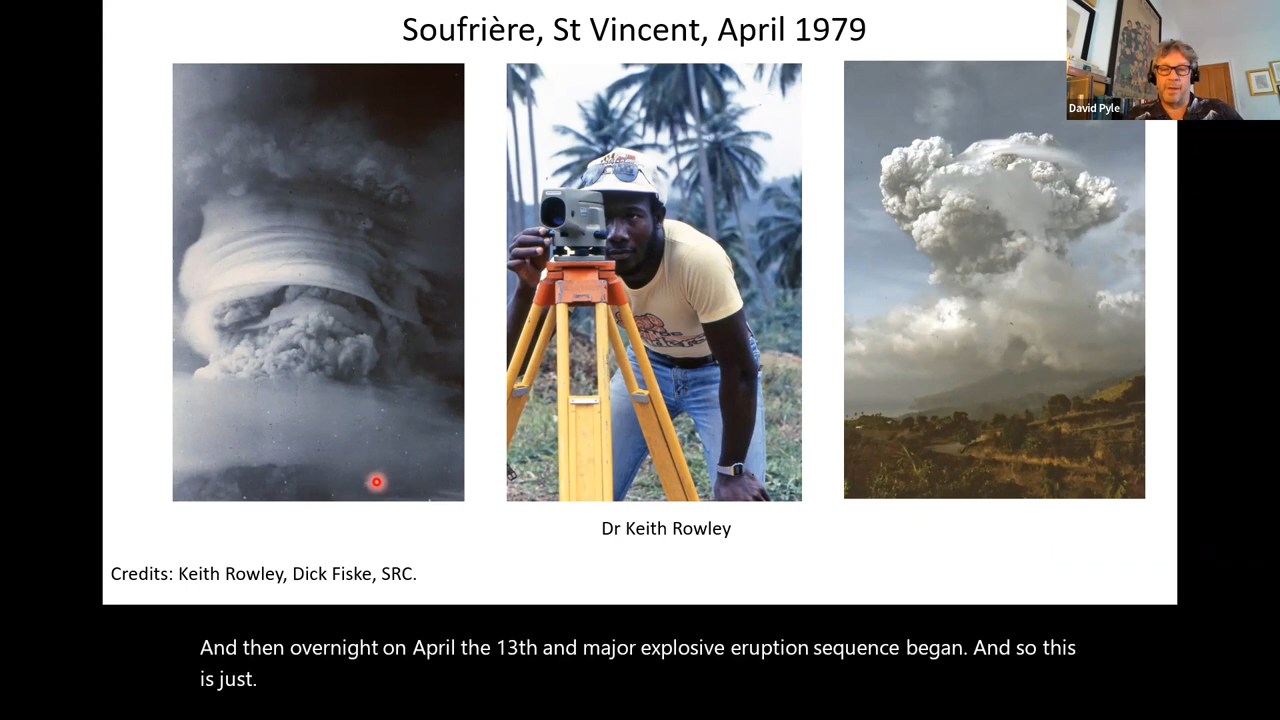 Soufrière, St Vincent, April 1979
David Pyle
Dr Keith Rowley
Credits: Keith Rowley, Dick Fiske, SRC.
And then overnight on April the 13th and major explosive eruption sequence began. And so this
is just.